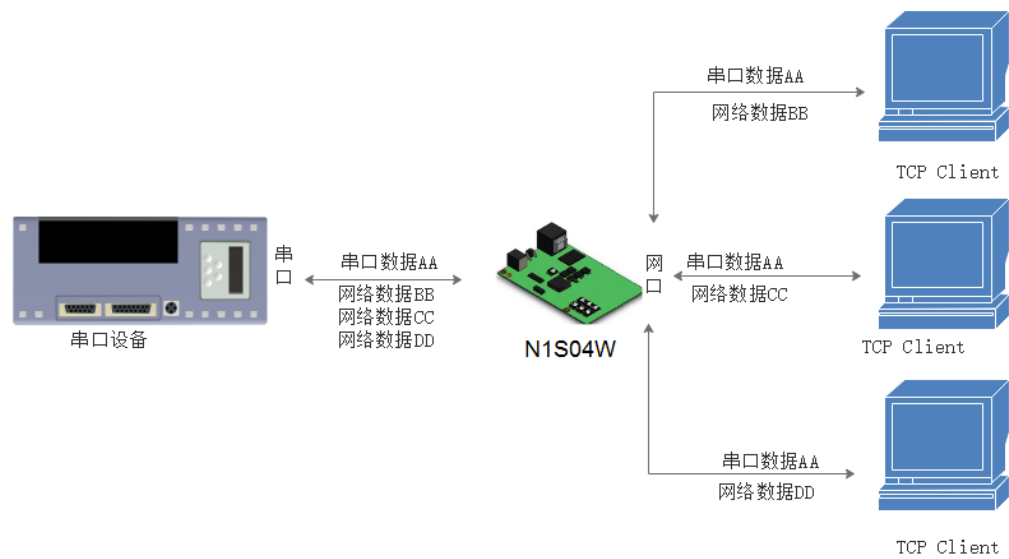 串口数据AA
网络数据BB
TCP Client
串
口
串口数据AA
网络数据BB
网络数据CC
网络数据DD
串口设备
N1S04W
网
口
串口数据AA
网络数据CC
TCP Client
串口数据AA
网络数据DD
TCP Client